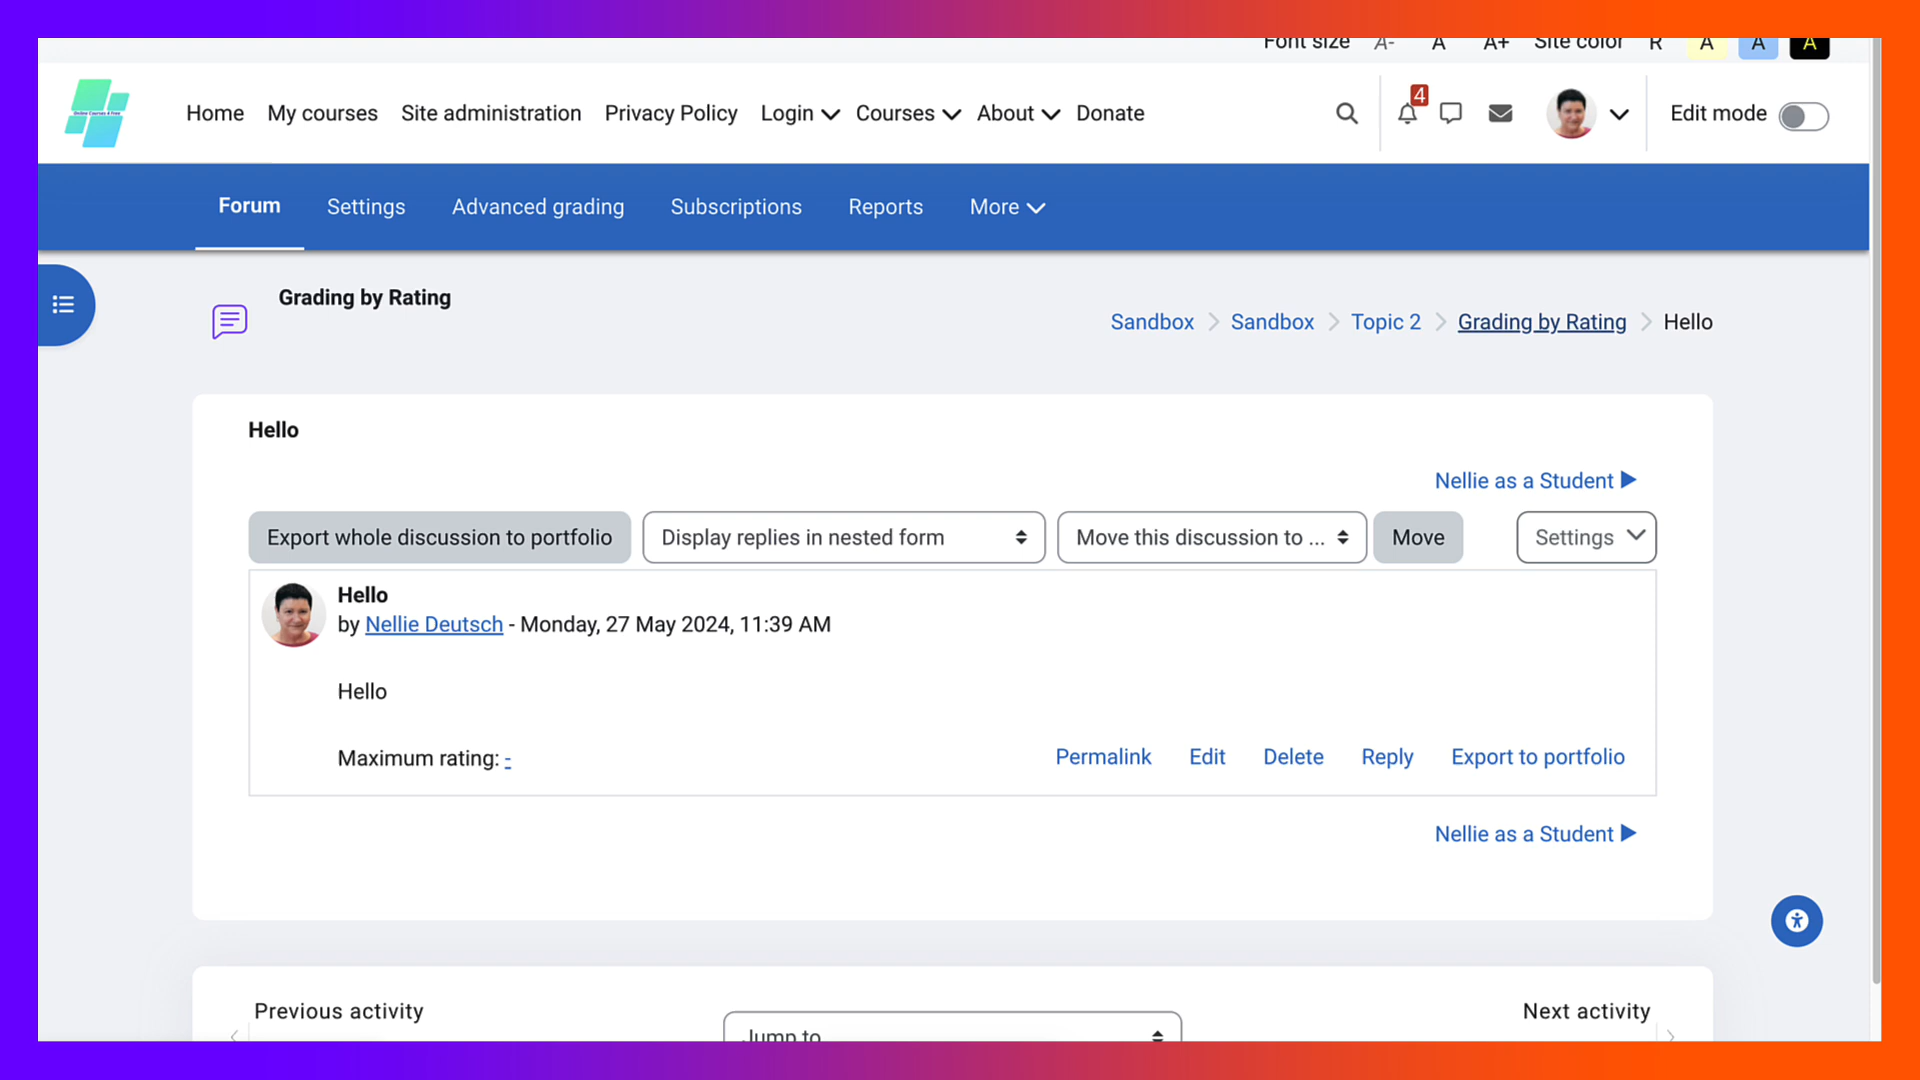 Font size A- A A+ Site color R A A A
Online Courses 4 Free
Home My courses Site administration Privacy Policy Login Courses About Donate 4 Edit mode
Forum Settings Advanced grading Subscriptions Reports More
Grading by Rating
Sandbox Sandbox Topic 2 Grading by Rating Hello
Hello
Nellie as a Student
Export whole discussion to portfolio Display replies in nested form Move this discussion to ... Move Settings
Hello
by Nellie Deutsch - Monday, 27 May 2024, 11:39 AM
Hello
Maximum rating: - Permalink Edit Delete Reply Export to portfolio
Nellie as a Student
Previous activity Next activity
Jump to